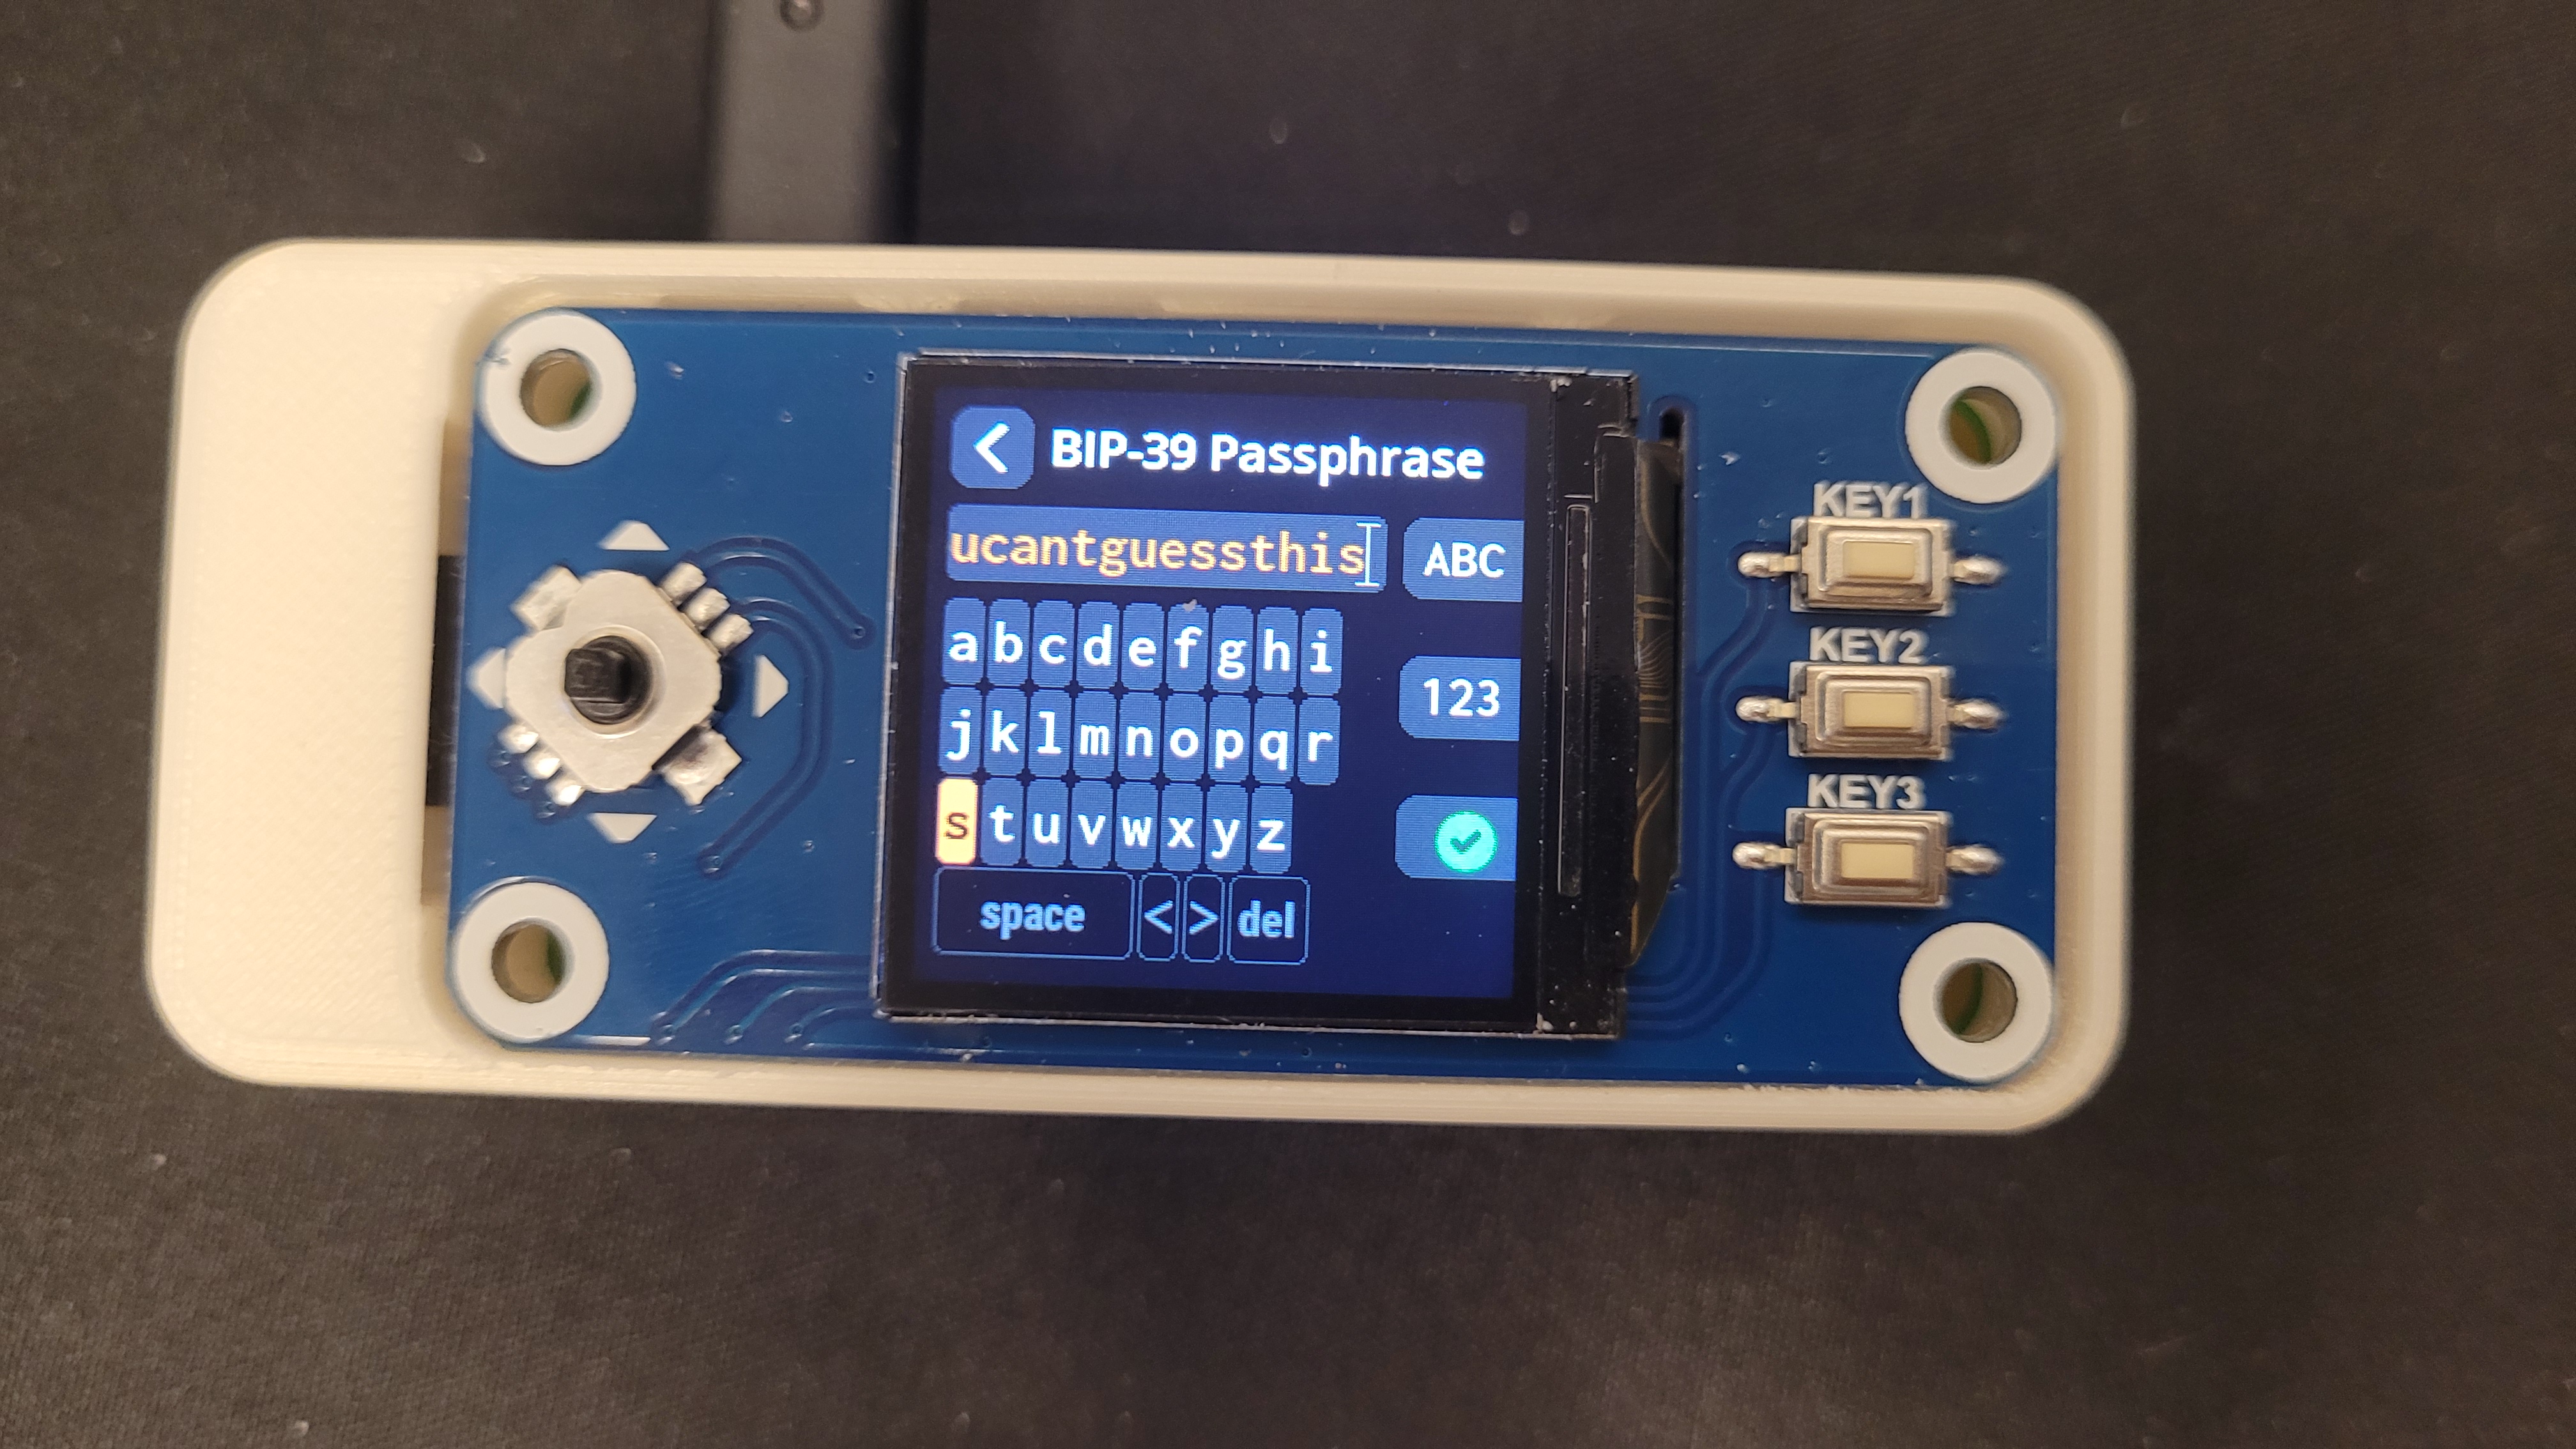 < BIP-39 Passphrase
ucantguessthis
ABC
a b c d e f g h i
j k l m n o p q r
123
s t u v w x y z
space < > del
KEY1
KEY2
KEY3